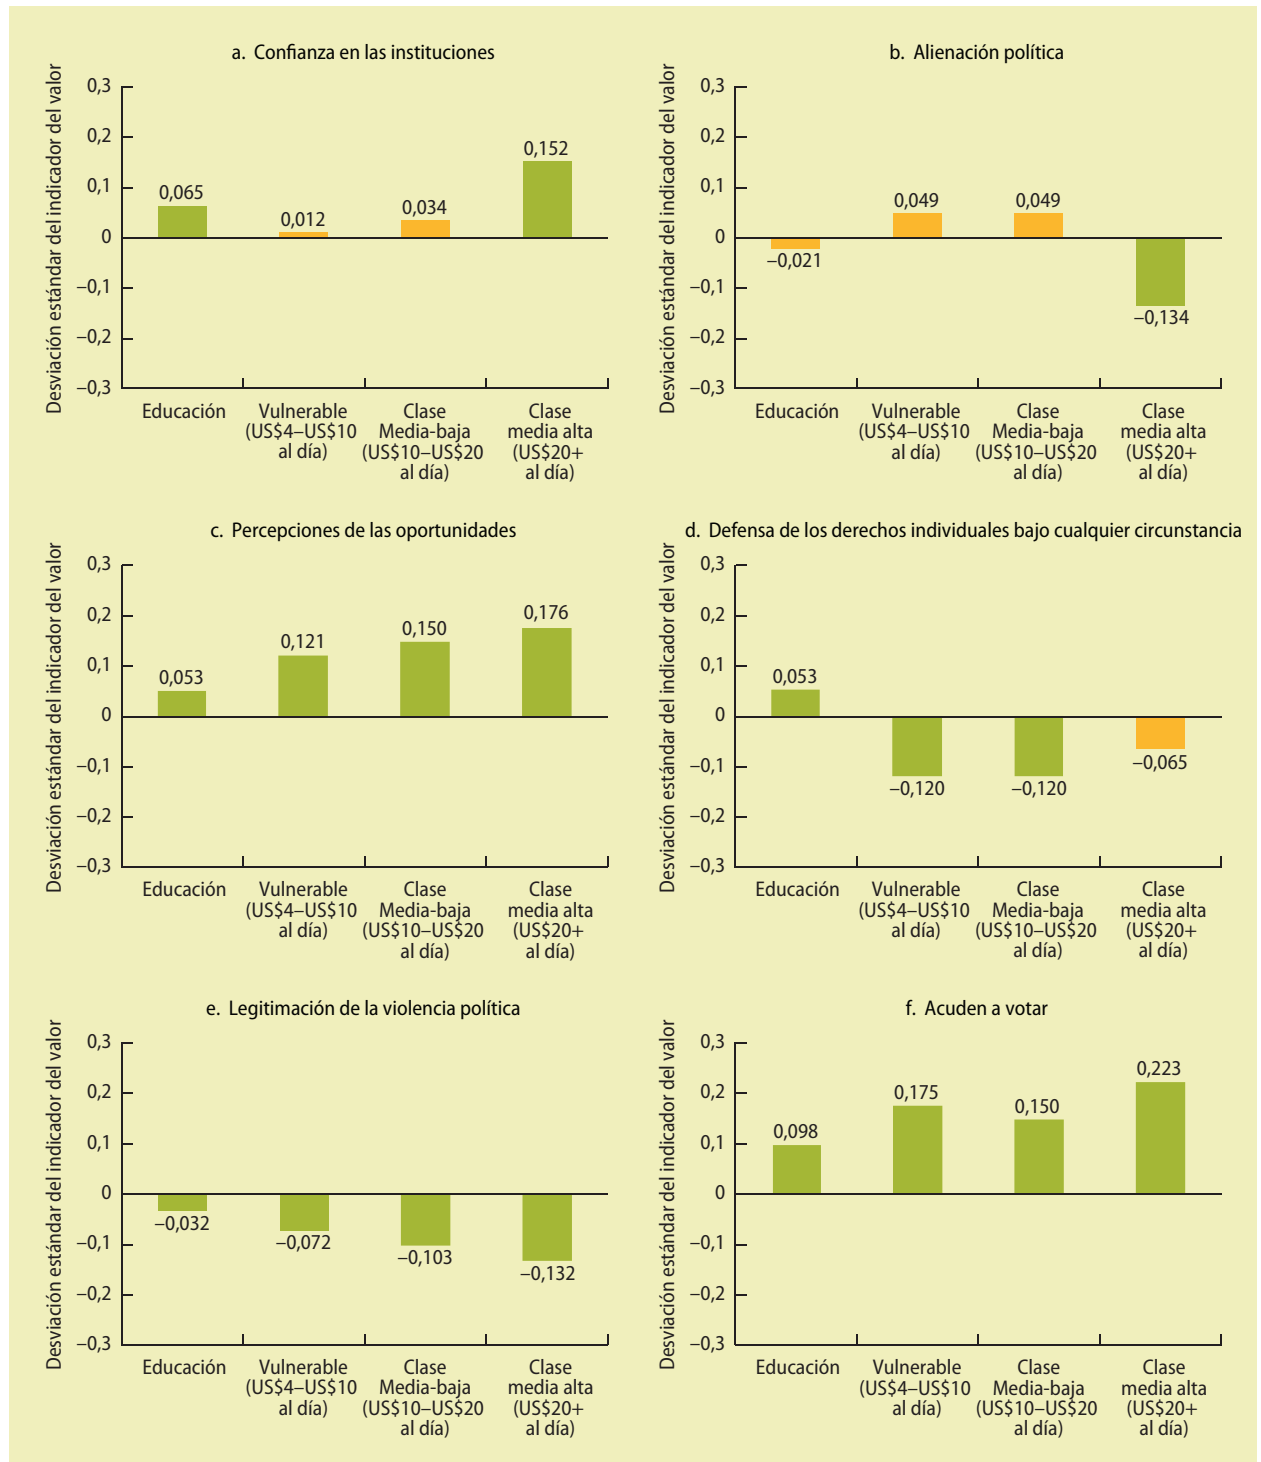 a. Confianza en las instituciones
Desviación estándar del indicador del valor
0,3
0,2
0,1
0
–0,1
–0,2
–0,3
0,065
0,012
0,034
0,152
Educación
Vulnerable
(US$4–US$10
al día)
Clase
Media-baja
(US$10–US$20
al día)
Clase
media alta
(US$20+
al día)
b. Alienación política
Desviación estándar del indicador del valor
0,3
0,2
0,1
0
–0,1
–0,2
–0,3
–0,021
0,049
0,049
–0,134
Educación
Vulnerable
(US$4–US$10
al día)
Clase
Media-baja
(US$10–US$20
al día)
Clase
media alta
(US$20+
al día)
c. Percepciones de las oportunidades
Desviación estándar del indicador del valor
0,3
0,2
0,1
0
–0,1
–0,2
–0,3
0,053
0,121
0,150
0,176
Educación
Vulnerable
(US$4–US$10
al día)
Clase
Media-baja
(US$10–US$20
al día)
Clase
media alta
(US$20+
al día)
d. Defensa de los derechos individuales bajo cualquier circunstancia
Desviación estándar del indicador del valor
0,3
0,2
0,1
0
–0,1
–0,2
–0,3
0,053
–0,120
–0,120
–0,065
Educación
Vulnerable
(US$4–US$10
al día)
Clase
Media-baja
(US$10–US$20
al día)
Clase
media alta
(US$20+
al día)
e. Legitimación de la violencia política
Desviación estándar del indicador del valor
0,3
0,2
0,1
0
–0,1
–0,2
–0,3
–0,032
–0,072
–0,103
–0,132
Educación
Vulnerable
(US$4–US$10
al día)
Clase
Media-baja
(US$10–US$20
al día)
Clase
media alta
(US$20+
al día)
f. Acuden a votar
Desviación estándar del indicador del valor
0,3
0,2
0,1
0
–0,1
–0,2
–0,3
0,098
0,175
0,150
0,223
Educación
Vulnerable
(US$4–US$10
al día)
Clase
Media-baja
(US$10–US$20
al día)
Clase
media alta
(US$20+
al día)